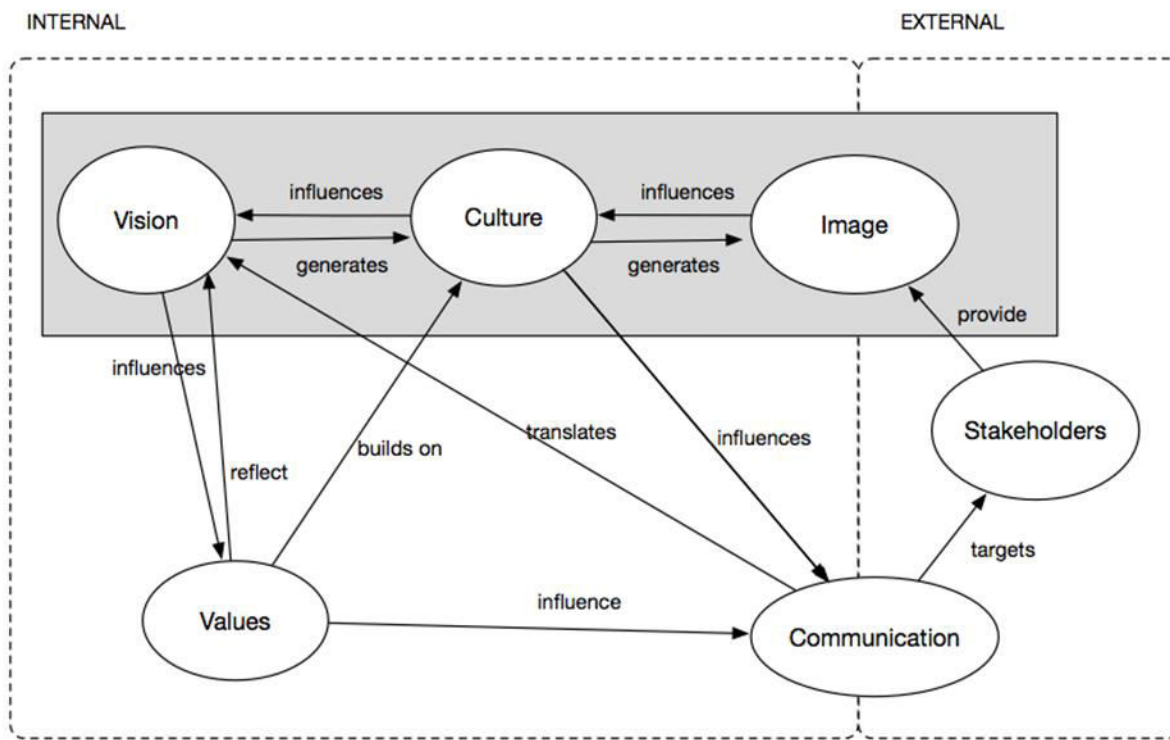 INTERNAL
EXTERNAL
influences
influences
Vision
Culture
Image
generates
generates
provide
influences
translates
influences
builds on
Stakeholders
reflect
targets
influence
Values
Communication